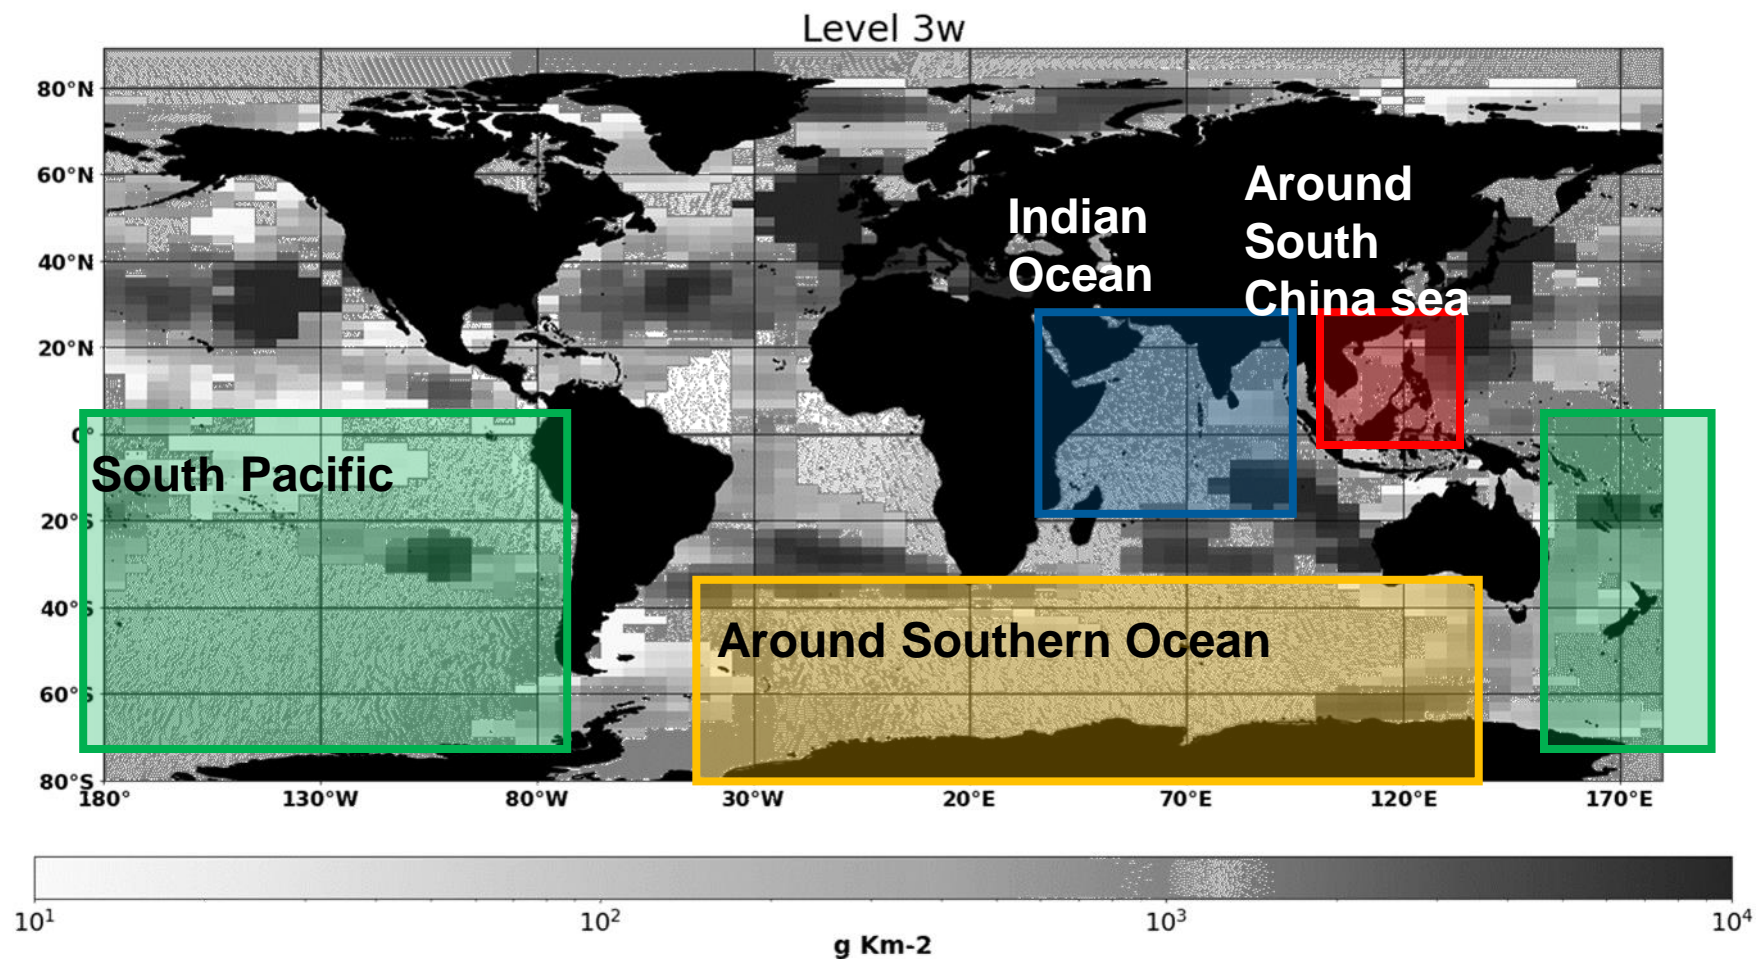 Level 3w
80°N
60°N
40°N
20°N
0°
20°S
40°S
60°S
80°S
Indian
Ocean
Around
South
China sea
South Pacific
Around Southern Ocean
180°
130°W
80°W
30°W
20°E
70°E
120°E
170°E
10¹
10²
10³
10⁴
g Km-2